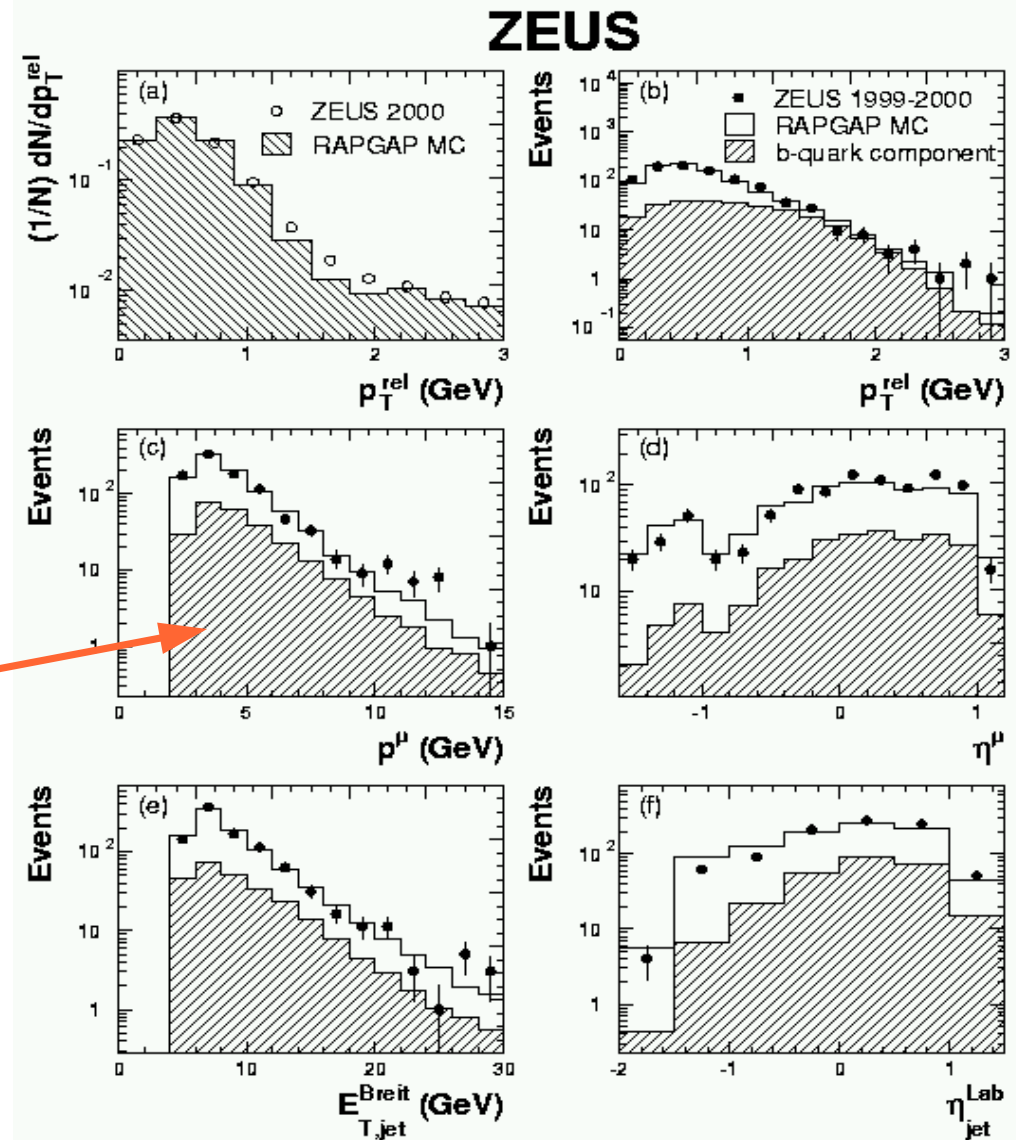 ZEUS
(a)
ZEUS 2000
RAPGAP MC
(1/N) dN/dp_T^rel
10^-1
10^-2
0 1 2 3
p_T^rel (GeV)
(b)
ZEUS 1999-2000
RAPGAP MC
b-quark component
Events
10^4
10^3
10^2
10
1
10^-1
0 1 2 3
p_T^rel (GeV)
(c)
Events
10^2
10
1
0 5 10 15
p^μ (GeV)
(d)
Events
10^2
10
-1 0 1
η^μ
(e)
Events
10^2
10
1
0 10 20 30
E_T,jet^Breit (GeV)
(f)
Events
10^2
10
1
-2 -1 0 1
η_jet^Lab